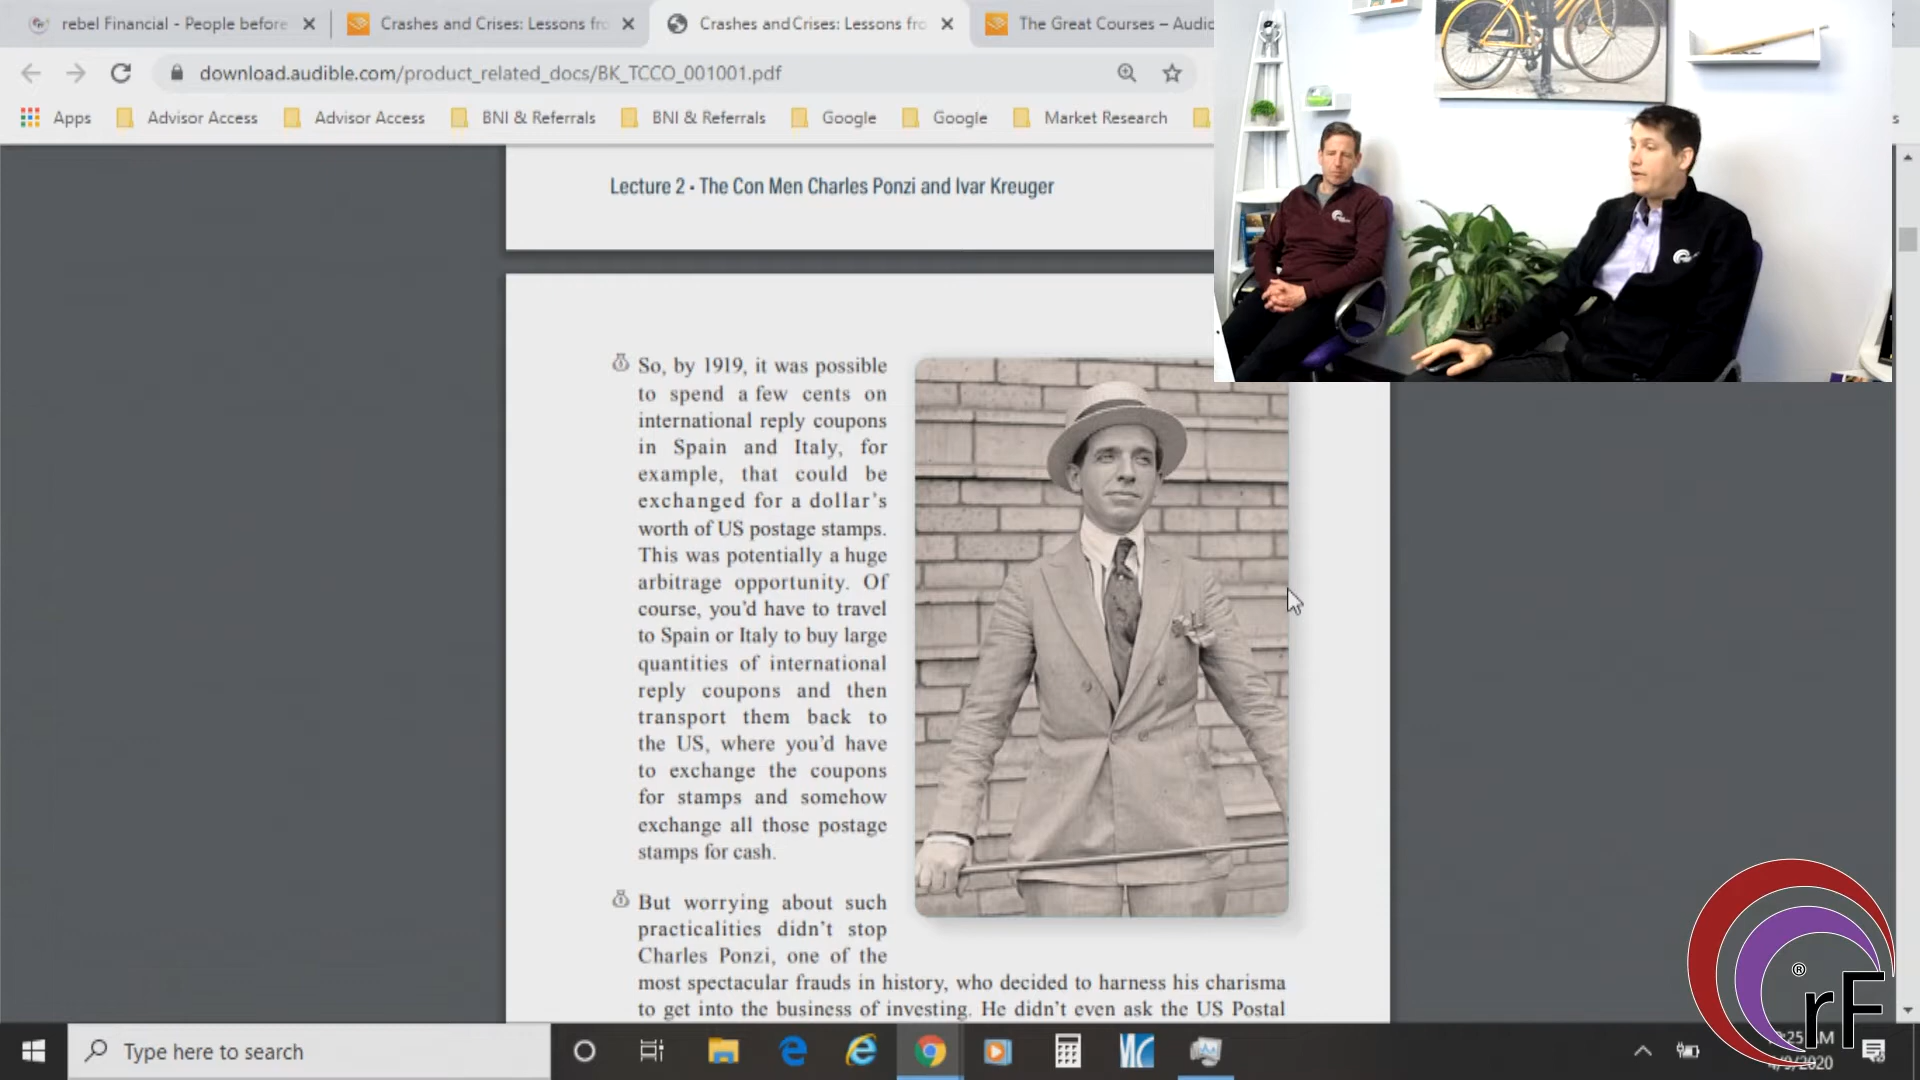 rebel Financial - People before
Crashes and Crises: Lessons fro
Crashes and Crises: Lessons fro
The Great Courses – Audio
download.audible.com/product_related_docs/BK_TCCO_001001.pdf
Apps
Advisor Access
Advisor Access
BNI & Referrals
BNI & Referrals
Google
Google
Market Research
Lecture 2 • The Con Men Charles Ponzi and Ivar Kreuger
So, by 1919, it was possible
to spend a few cents on
international reply coupons
in Spain and Italy, for
example, that could be
exchanged for a dollar's
worth of US postage stamps.
This was potentially a huge
arbitrage opportunity. Of
course, you'd have to travel
to Spain or Italy to buy large
quantities of international
reply coupons and then
transport them back to
the US, where you'd have
to exchange the coupons
for stamps and somehow
exchange all those postage
stamps for cash.
But worrying about such
practicalities didn't stop
Charles Ponzi, one of the
most spectacular frauds in history, who decided to harness his charisma
to get into the business of investing. He didn't even ask the US Postal
® rF
Type here to search